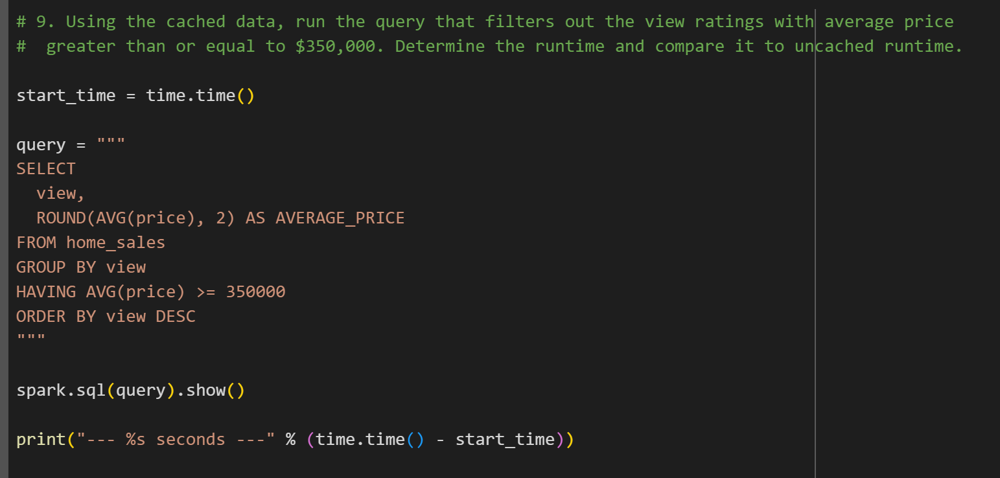 # 9. Using the cached data, run the query that filters out the view ratings with average price
#  greater than or equal to $350,000. Determine the runtime and compare it to uncached runtime.
start_time = time.time()
query = """
SELECT
  view,
  ROUND(AVG(price), 2) AS AVERAGE_PRICE
FROM home_sales
GROUP BY view
HAVING AVG(price) >= 350000
ORDER BY view DESC
"""
spark.sql(query).show()
print("--- %s seconds ---" % (time.time() - start_time))